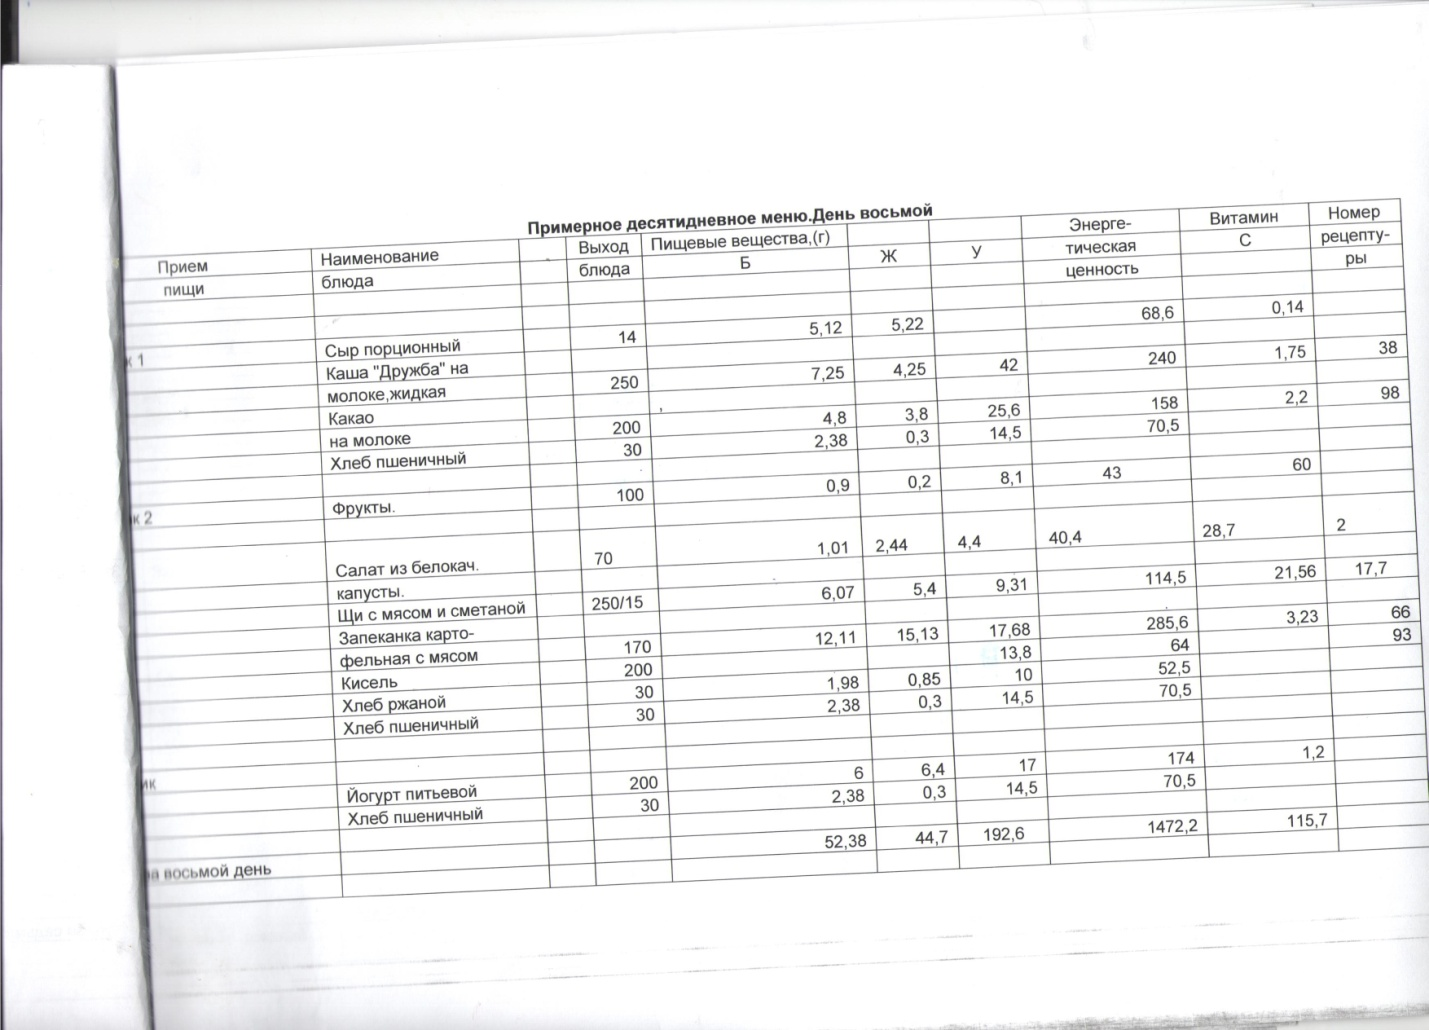 Примерное десятидневное меню.День восьмой
Прием Наименование Выход Пищевые вещества,(г) Энерге- Витамин Номер
пищи блюда блюда Б Ж У тическая С рецепту-
ценность ры
к 1 Сыр порционный 14 5,12 5,22 68,6 0,14
Каша "Дружба" на
молоке,жидкая 250 7,25 4,25 42 240 1,75 38
Какао
на молоке 200 4,8 3,8 25,6 158 2,2 98
Хлеб пшеничный 30 2,38 0,3 14,5 70,5
к 2 Фрукты. 100 0,9 0,2 8,1 43 60
Салат из белокач. 70 1,01 2,44 4,4 40,4 28,7 2
капусты.
Щи с мясом и сметаной 250/15 6,07 5,4 9,31 114,5 21,56 17,7
Запеканка карто-
фельная с мясом 170 12,11 15,13 17,68 285,6 3,23 66
Кисель 200 13,8 64 93
Хлеб ржаной 30 1,98 0,85 10 52,5
Хлеб пшеничный 30 2,38 0,3 14,5 70,5
ик Йогурт питьевой 200 6 6,4 17 174 1,2
Хлеб пшеничный 30 2,38 0,3 14,5 70,5
52,38 44,7 192,6 1472,2 115,7
восьмой день